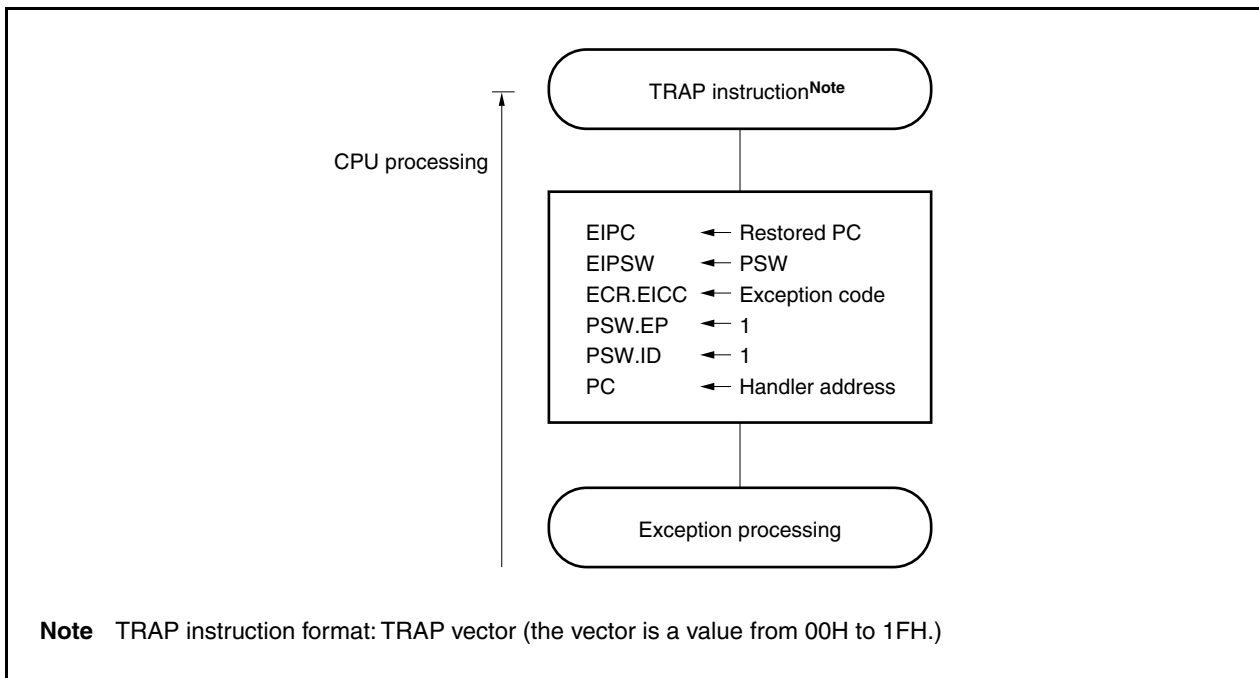 TRAP instructionNote
CPU processing
EIPC ← Restored PC
EIPSW ← PSW
ECR.EICC ← Exception code
PSW.EP ← 1
PSW.ID ← 1
PC ← Handler address
Exception processing
Note TRAP instruction format: TRAP vector (the vector is a value from 00H to 1FH.)